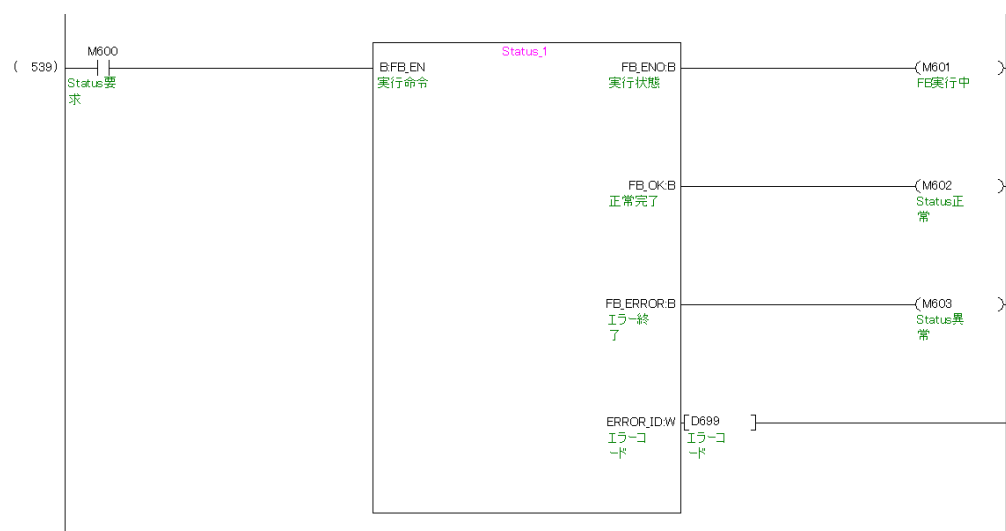 M600
Status_1
( 539)
B:FB_EN
FB_ENO:B
(M601 )
Status要
求
実行命令
実行状態
FB実行中
FB_OK:B
(M602 )
正常完了
Status正
常
FB_ERROR:B
(M603 )
エラー終
了
Status異
常
ERROR_ID:W
[D699 ]
エラーコ
ード
エラーコ
ード